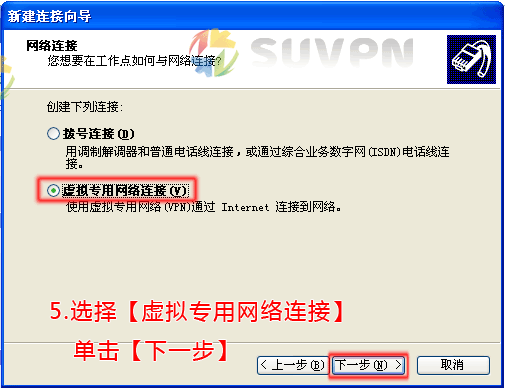 新建连接向导
网络连接
您想要在工作点如何与网络连接?
SUVPN
创建下列连接:
拨号连接(D)
用调制解调器和普通电话线连接，或通过综合业务数字网(ISDN)电话线连
接。
虚拟专用网络连接(V)
使用虚拟专用网络(VPN)通过 Internet 连接到网络。
5.选择【虚拟专用网络连接】
单击【下一步】
< 上一步(B) 下一步(N) > 取消